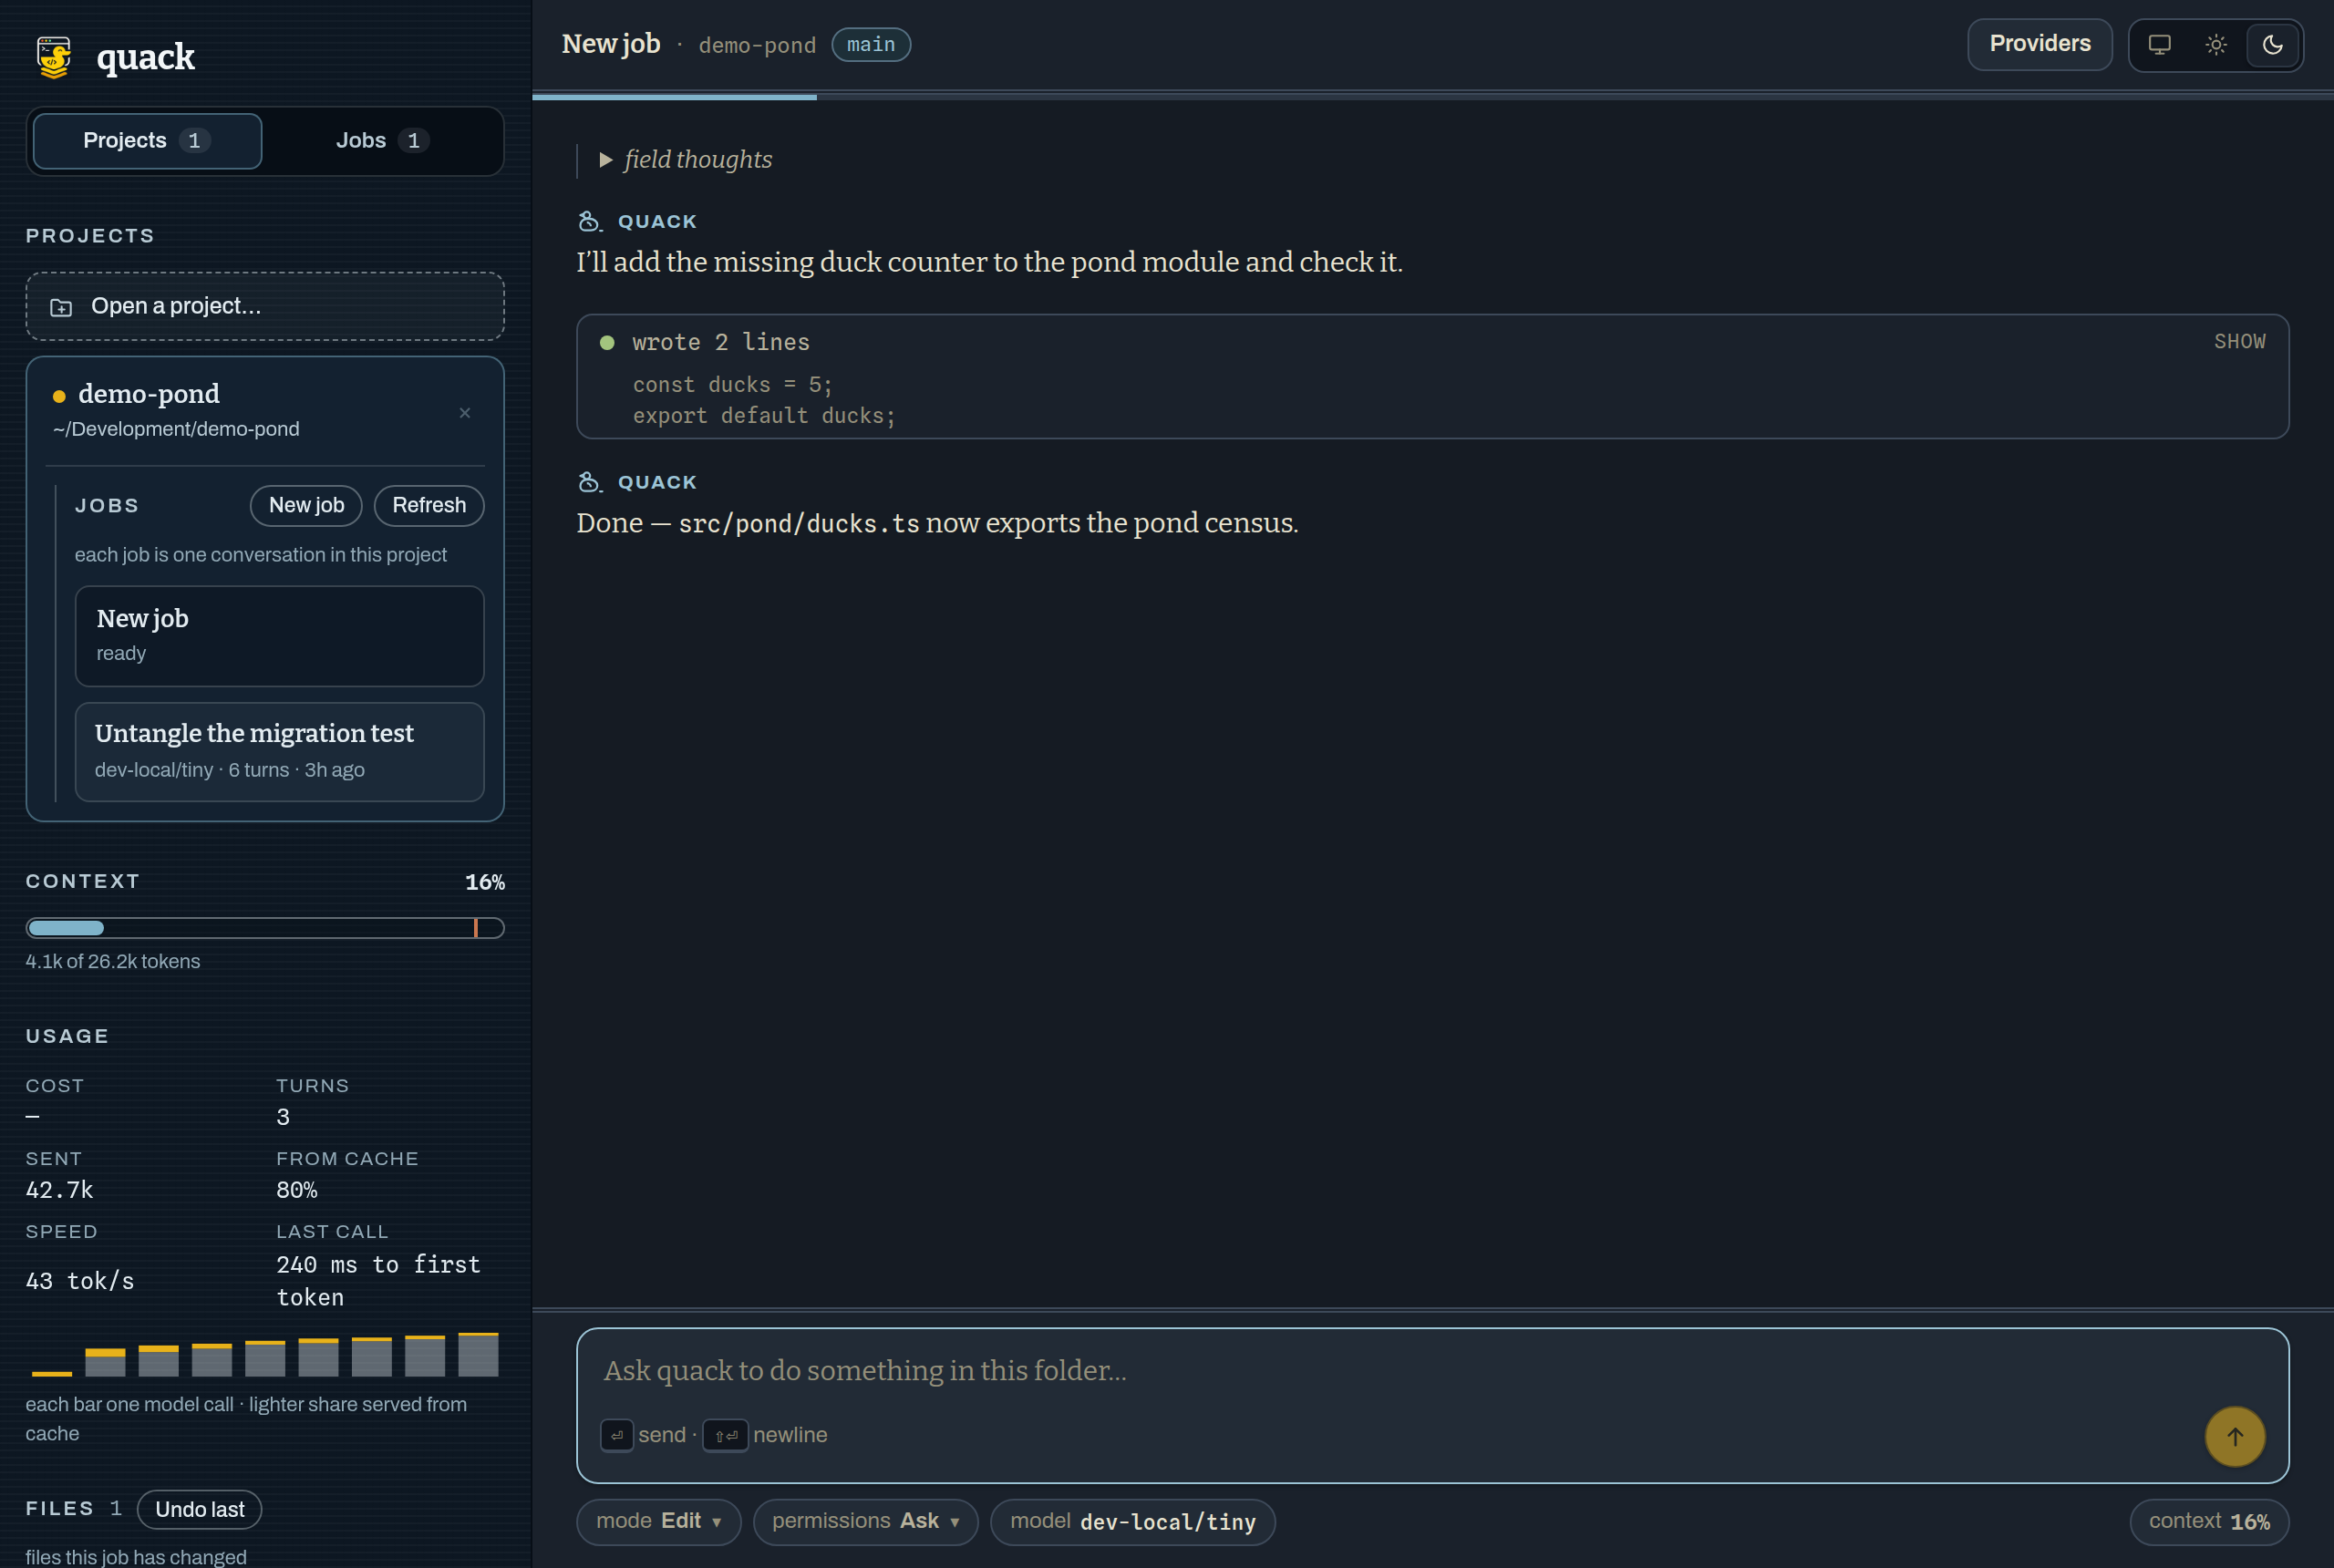 quack
Projects 1 Jobs 1
PROJECTS
Open a project...
demo-pond
~/Development/demo-pond
×
JOBS New job Refresh
each job is one conversation in this project
New job
ready
Untangle the migration test
dev-local/tiny · 6 turns · 3h ago
CONTEXT 16%
4.1k of 26.2k tokens
USAGE
COST TURNS
— 3
SENT FROM CACHE
42.7k 80%
SPEED LAST CALL
43 tok/s 240 ms to first
token
each bar one model call · lighter share served from
cache
FILES 1 Undo last
files this job has changed
New job · demo-pond main Providers
▶ field thoughts
QUACK
I’ll add the missing duck counter to the pond module and check it.
wrote 2 lines SHOW
const ducks = 5;
export default ducks;
QUACK
Done — src/pond/ducks.ts now exports the pond census.
Ask quack to do something in this folder...
⏎ send · ⇧⏎ newline
mode Edit ▾ permissions Ask ▾ model dev-local/tiny context 16%